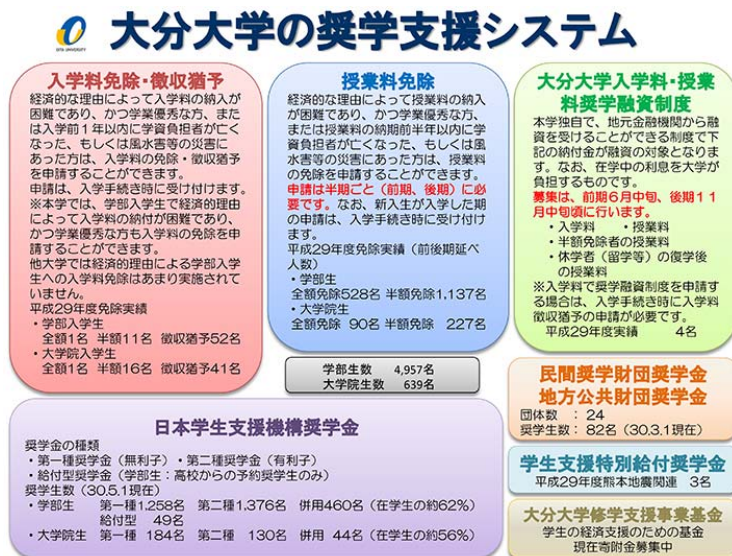 OITA UNIVERSITY
大分大学の奨学支援システム
入学料免除・徴収猶予
経済的な理由によって入学料の納入が
困難であり、かつ学業優秀な方、また
は入学前１年以内に学資負担者が亡く
なった、もしくは風水害等の災害に
あった方は、入学料の免除・徴収猶予
を申請することができます。
申請は、入学手続き時に受け付けます。
※本学では、学部入学生で経済的理由
によって入学料の納付が困難であり、
かつ学業優秀な方も入学料の免除を申
請することができます。
他大学では経済的理由による学部入学
生への入学料免除はあまり実施されて
いません。
平成29年度免除実績
・学部入学生
全額1名 半額11名 徴収猶予52名
・大学院入学生
全額1名 半額16名 徴収猶予41名
授業料免除
経済的な理由によって授業料の納入
が困難であり、かつ学業優秀な方、
または授業料の納期前半年以内に学
資負担者が亡くなった、もしくは風
水害等の災害にあった方は、授業料
の免除を申請することができます。
申請は半期ごと（前期、後期）に必
要です。なお、新入生が入学した期
の申請は、入学手続き時に受け付け
ます。
平成29年度免除実績（前後期延べ
人数）
・学部生
全額免除528名 半額免除1,137名
・大学院生
全額免除 90名 半額免除 227名
学部生数 4,957名
大学院生数 639名
大分大学入学料・授業
料奨学融資制度
本学独自で、地元金融機関から融
資を受けることができる制度で下
記の納付金が融資の対象となりま
す。なお、在学中の利息を大学が
負担するものです。
募集は、前期６月中旬、後期１１
月中旬頃に行います。
・入学料 ・授業料
・半額免除者の授業料
・休学者（留学等）の復学後
の授業料
※入学料で奨学融資制度を申請す
る場合は、入学手続き時に入学料
徴収猶予の申請が必要です。
平成29年度実績 4名
日本学生支援機構奨学金
奨学金の種類
・第一種奨学金（無利子）・第二種奨学金（有利子）
・給付型奨学金（学部生：高校からの予約奨学生のみ）
奨学生数（30.5.1現在）
・学部生 第一種1,258名 第二種1,376名 併用460名（在学生の約62%）
給付型 49名
・大学院生 第一種 184名 第二種 130名 併用 44名（在学生の約56%）
民間奨学財団奨学金
地方公共財団奨学金
団体数 ： 24
奨学生数： 82名（30.3.1現在）
学生支援特別給付奨学金
平成29年度熊本地震関連 3名
大分大学修学支援事業基金
学生の経済支援のための基金
現在寄附金募集中